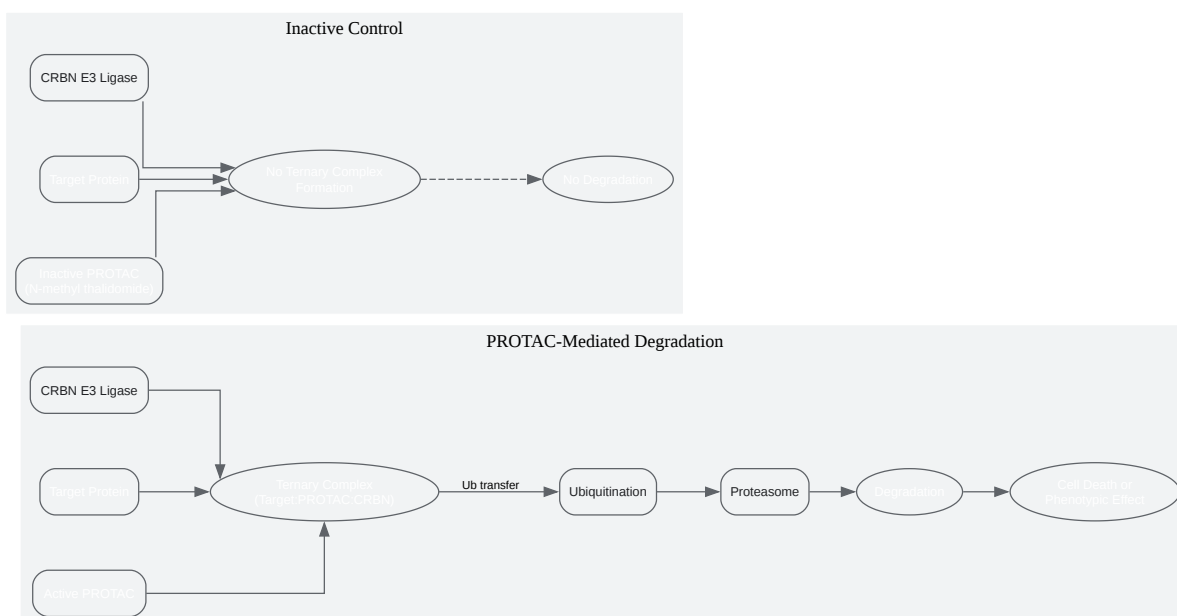 Inactive Control
CRBN E3 Ligase
Target Protein
No Ternary Complex
Formation
No Degradation
Inactive PROTAC
(N-methyl thalidomide)
PROTAC-Mediated Degradation
CRBN E3 Ligase
Target Protein
Ternary Complex
(Target:PROTAC:CRBN)
Ub transfer
Ubiquitination
Proteasome
Degradation
Cell Death or
Phenotypic Effect
Active PROTAC